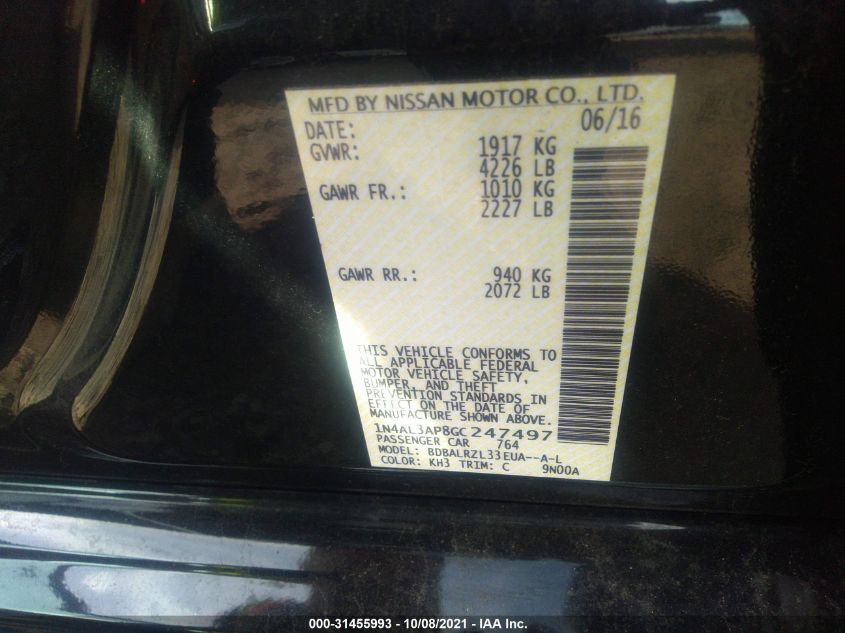 MFD BY NISSAN MOTOR CO., LTD.
DATE: 06/16
GVWR: 1917 KG
4226 LB
GAWR FR.: 1010 KG
2227 LB
GAWR RR.: 940 KG
2072 LB
THIS VEHICLE CONFORMS TO
ALL APPLICABLE FEDERAL
MOTOR VEHICLE SAFETY,
BUMPER, AND THEFT
PREVENTION STANDARDS IN
EFFECT ON THE DATE OF
MANUFACTURE SHOWN ABOVE.
1N4AL3AP8GC247497
PASSENGER CAR 764
MODEL: BDBALRZL33EUA--A-L
COLOR: KH3 TRIM: C 9N00A
000-31455993 - 10/08/2021 - IAA Inc.